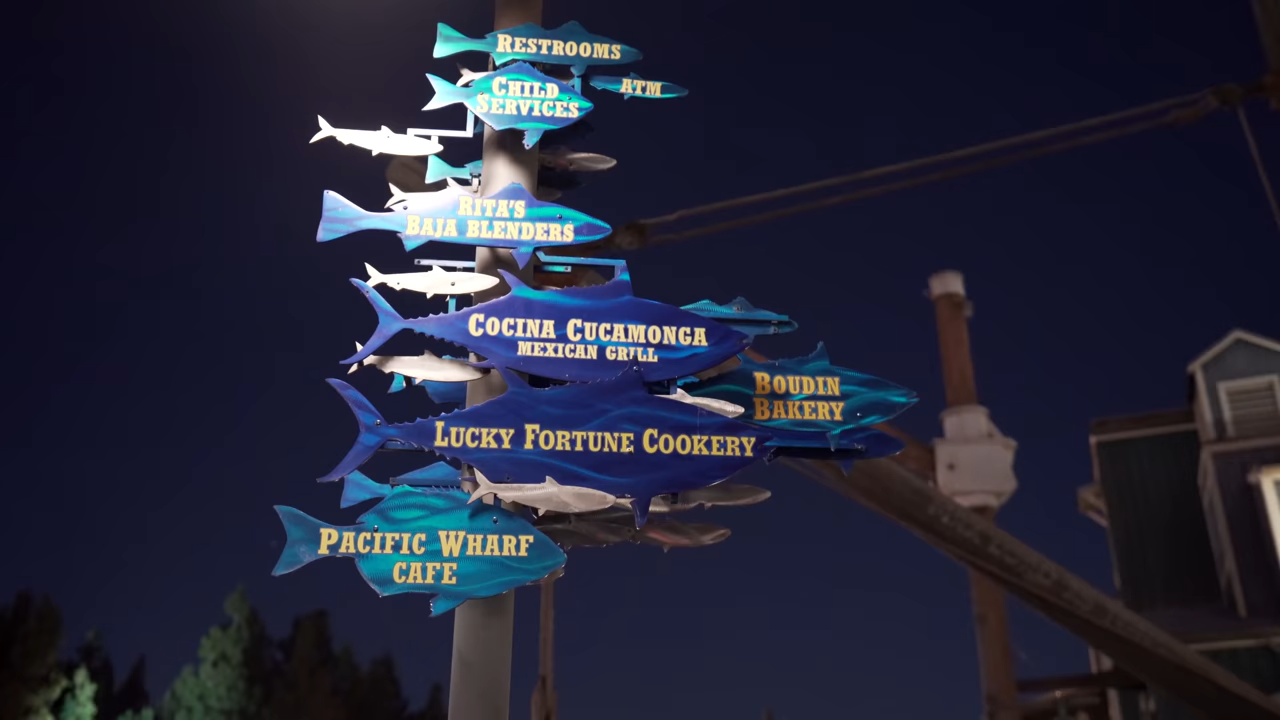 RESTROOMS
CHILD
SERVICES
ATM
RITA'S
BAJA BLENDERS
COCINA CUCAMONGA
MEXICAN GRILL
BOUDIN
BAKERY
LUCKY FORTUNE COOKERY
PACIFIC WHARF
CAFE